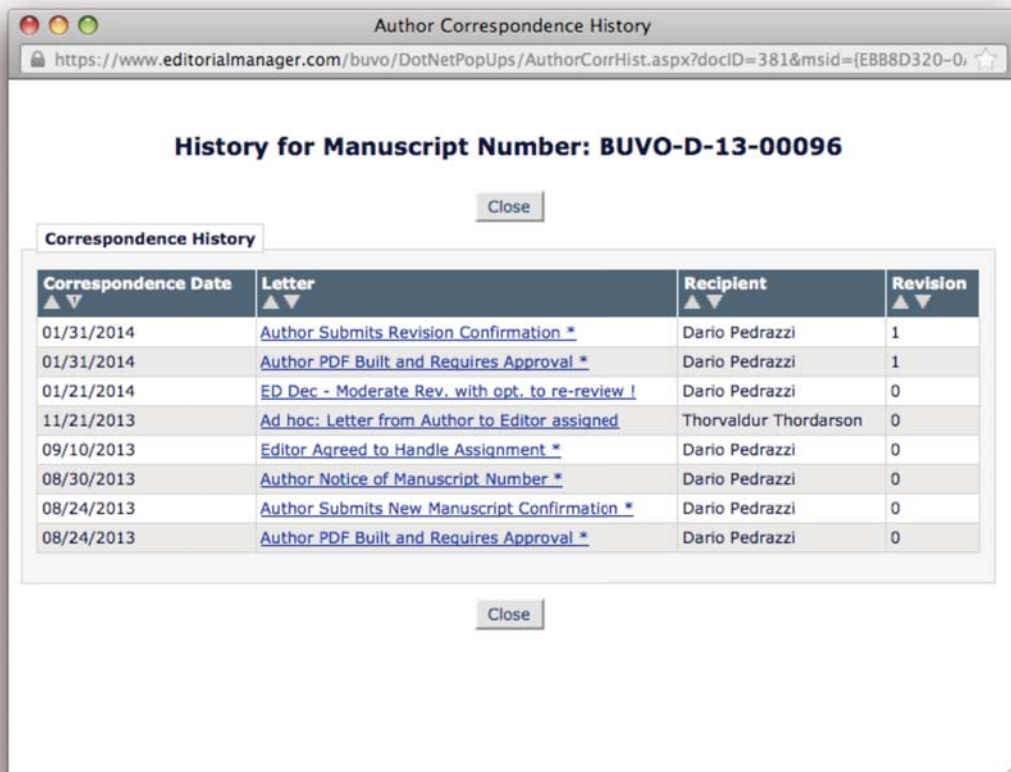 Author Correspondence History
https://www.editorialmanager.com/buvo/DotNetPopUps/AuthorCorrHist.aspx?docID=381&msid={EBB8D320-0
History for Manuscript Number: BUVO-D-13-00096
Close
Correspondence History
Correspondence Date Letter Recipient Revision
01/31/2014 Author Submits Revision Confirmation * Dario Pedrazzi 1
01/31/2014 Author PDF Built and Requires Approval * Dario Pedrazzi 1
01/21/2014 ED Dec - Moderate Rev. with opt. to re-review ! Dario Pedrazzi 0
11/21/2013 Ad hoc: Letter from Author to Editor assigned Thorvaldur Thordarson 0
09/10/2013 Editor Agreed to Handle Assignment * Dario Pedrazzi 0
08/30/2013 Author Notice of Manuscript Number * Dario Pedrazzi 0
08/24/2013 Author Submits New Manuscript Confirmation * Dario Pedrazzi 0
08/24/2013 Author PDF Built and Requires Approval * Dario Pedrazzi 0
Close